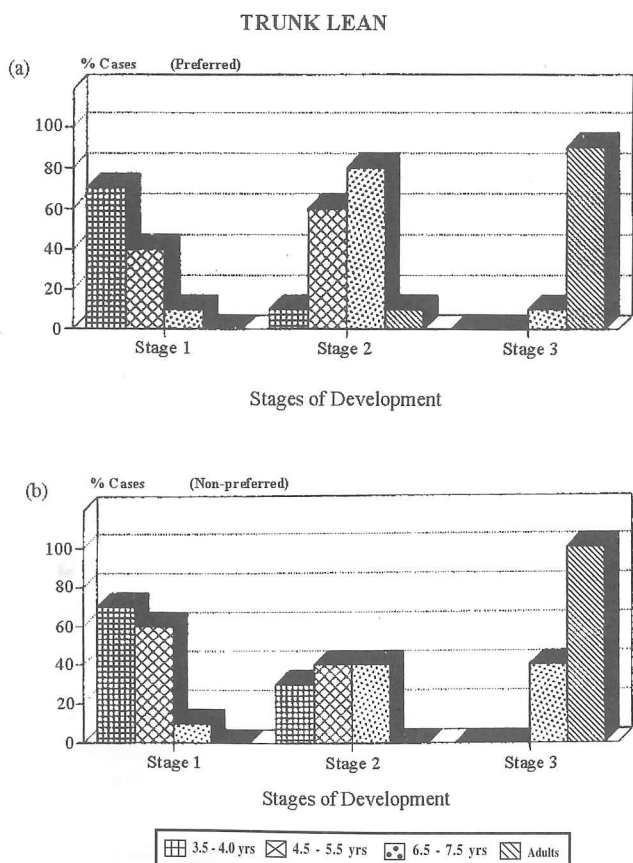 TRUNK LEAN
(a)
% Cases (Preferred)
100
80
60
40
20
0
Stage 1 Stage 2 Stage 3
Stages of Development
(b)
% Cases (Non-preferred)
100
80
60
40
20
0
Stage 1 Stage 2 Stage 3
Stages of Development
3.5 - 4.0 yrs 4.5 - 5.5 yrs 6.5 - 7.5 yrs Adults